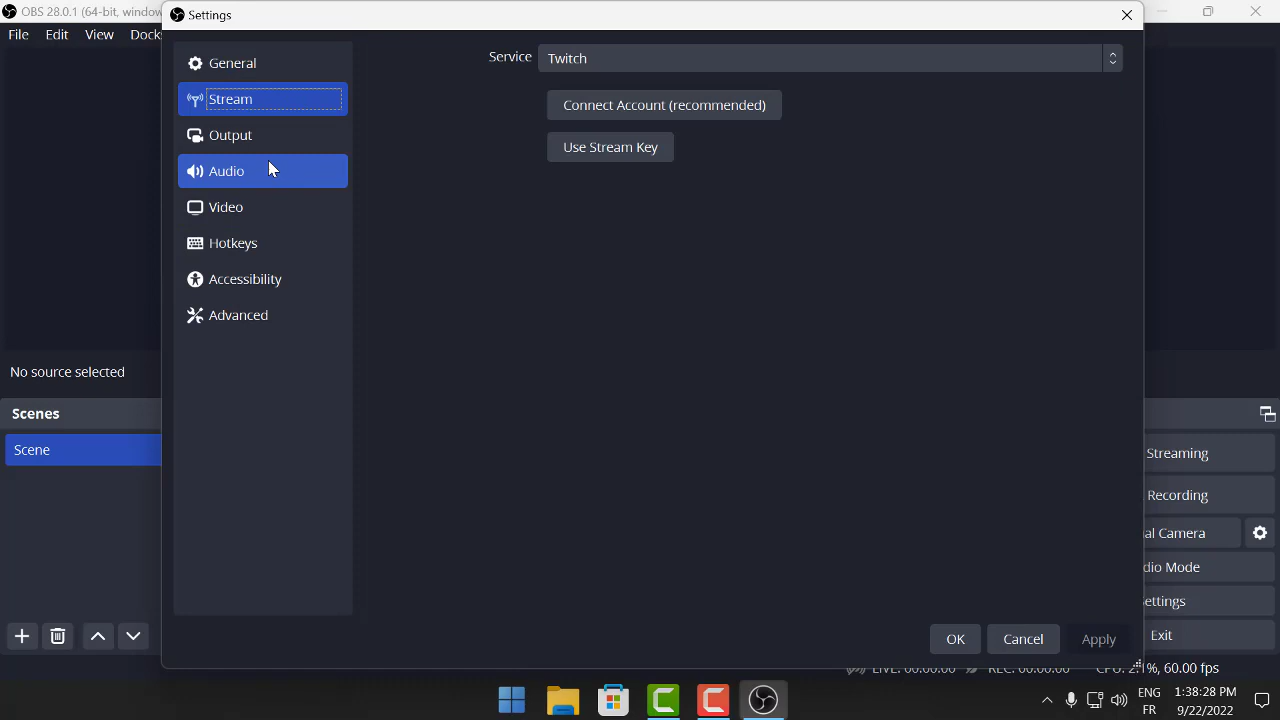 OBS 28.0.1 (64-bit, window
Settings
File Edit View Dock
General
Stream
Output
Audio
Video
Hotkeys
Accessibility
Advanced
Service Twitch
Connect Account (recommended)
Use Stream Key
No source selected
Scenes
Scene
Streaming
Recording
al Camera
dio Mode
ettings
Exit
OK Cancel Apply
LIVE: 00:00:00 REC: 00:00:00 CPU: 2.1%, 60.00 fps
ENG
FR
1:38:28 PM
9/22/2022